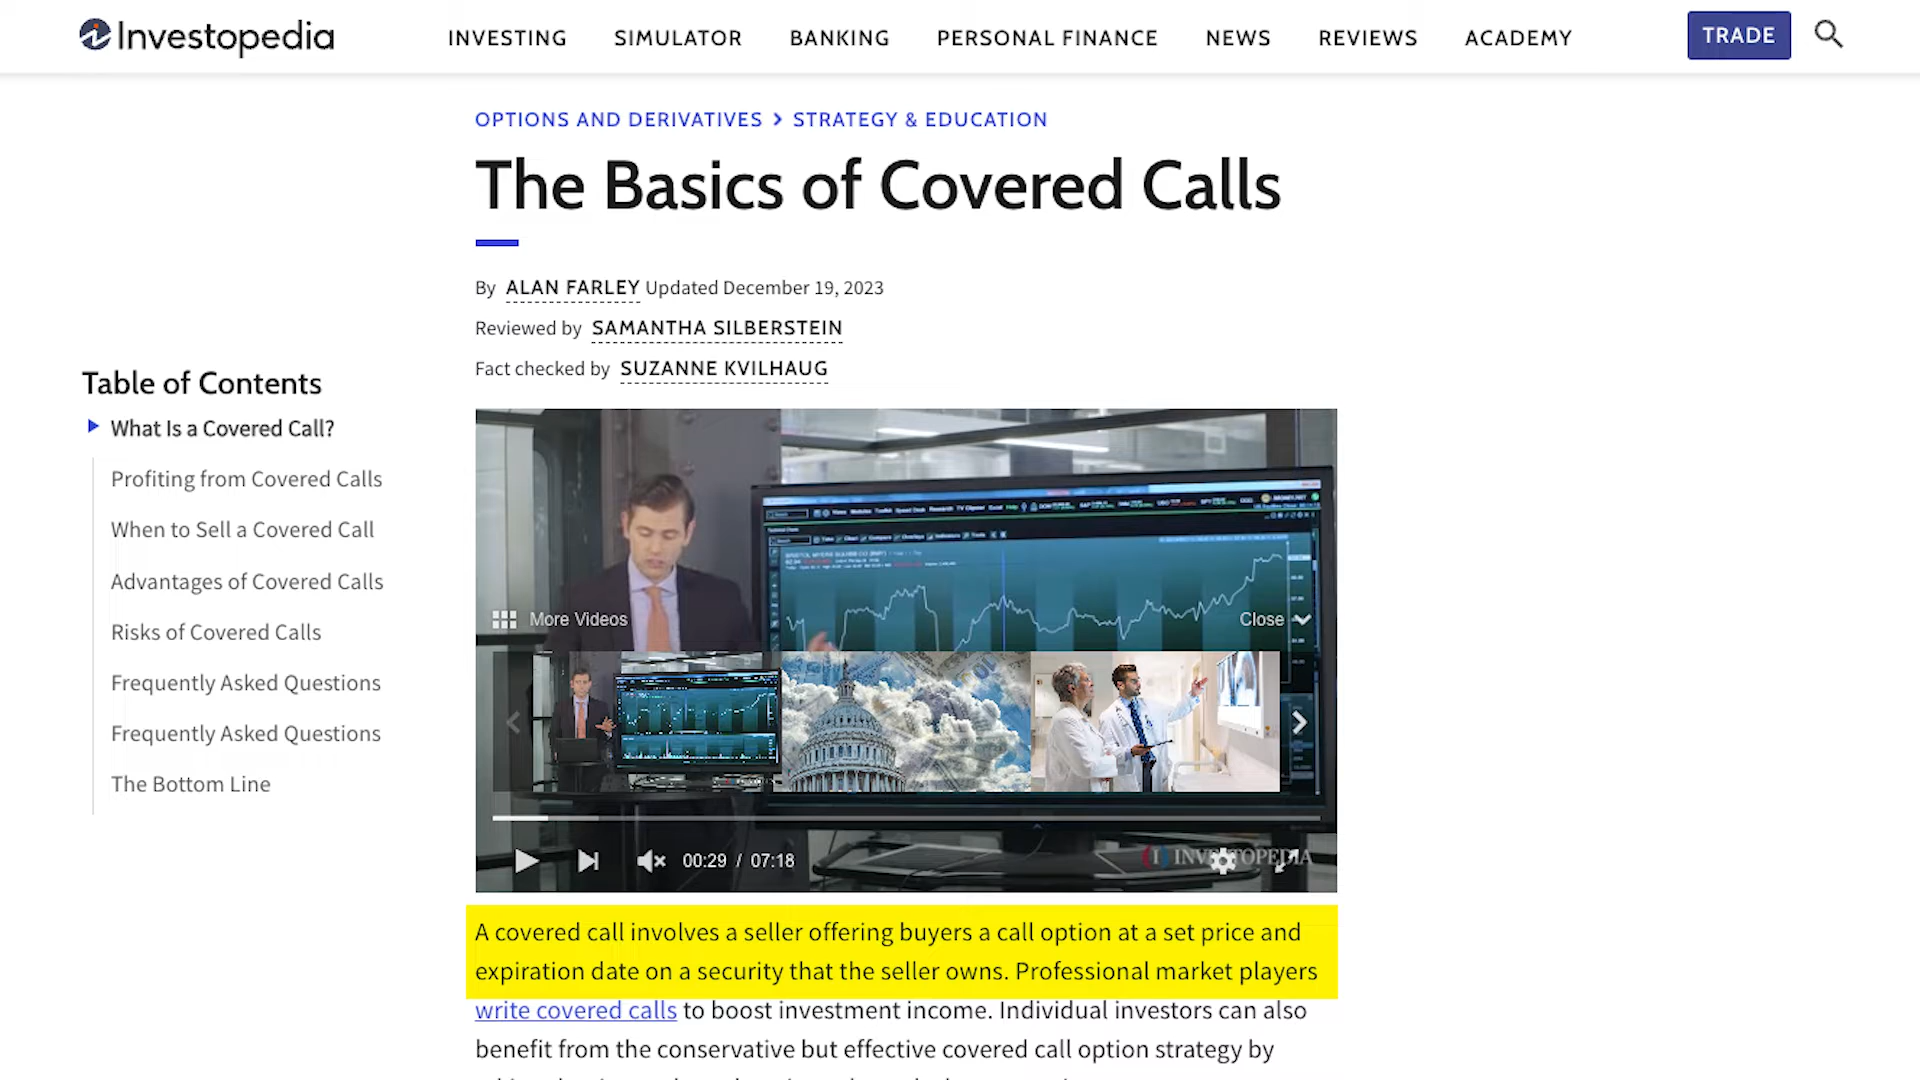 Investopedia
INVESTING SIMULATOR BANKING PERSONAL FINANCE NEWS REVIEWS ACADEMY
TRADE
OPTIONS AND DERIVATIVES > STRATEGY & EDUCATION
The Basics of Covered Calls
By ALAN FARLEY Updated December 19, 2023
Reviewed by SAMANTHA SILBERSTEIN
Fact checked by SUZANNE KVILHAUG
Table of Contents
What Is a Covered Call?
Profiting from Covered Calls
When to Sell a Covered Call
Advantages of Covered Calls
Risks of Covered Calls
Frequently Asked Questions
Frequently Asked Questions
The Bottom Line
More Videos
Close
00:29 / 07:18
INVESTOPEDIA
A covered call involves a seller offering buyers a call option at a set price and
expiration date on a security that the seller owns. Professional market players
write covered calls to boost investment income. Individual investors can also
benefit from the conservative but effective covered call option strategy by